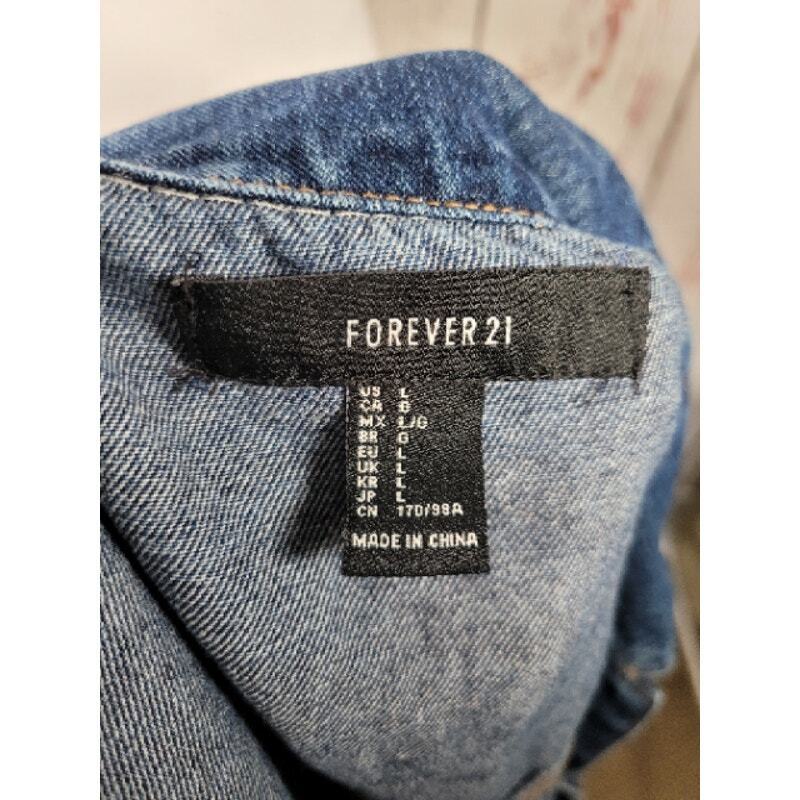 FOREVER 21
US L
CA G
MX L/G
BR G
EU L
UK L
KR L
JP L
CN 170/98A
MADE IN CHINA